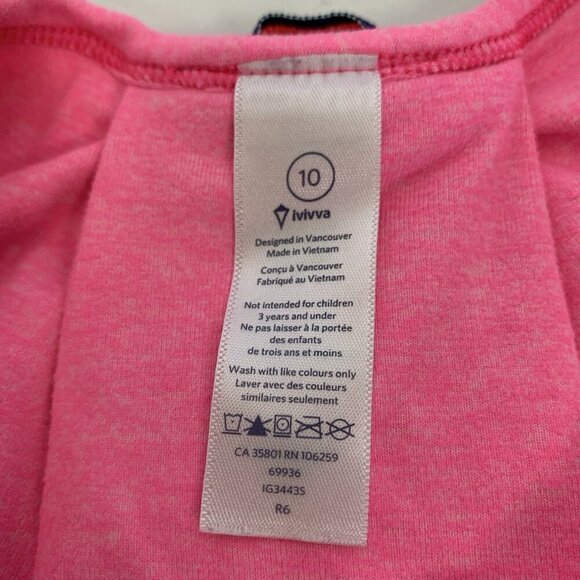 10
ivivva
Designed in Vancouver
Made in Vietnam
Conçu à Vancouver
Fabriqué au Vietnam
Not intended for children
3 years and under
Ne pas laisser à la portée
des enfants
de trois ans et moins
Wash with like colours only
Laver avec des couleurs
similaires seulement
CA 35801 RN 106259
69936
IG3443S
R6